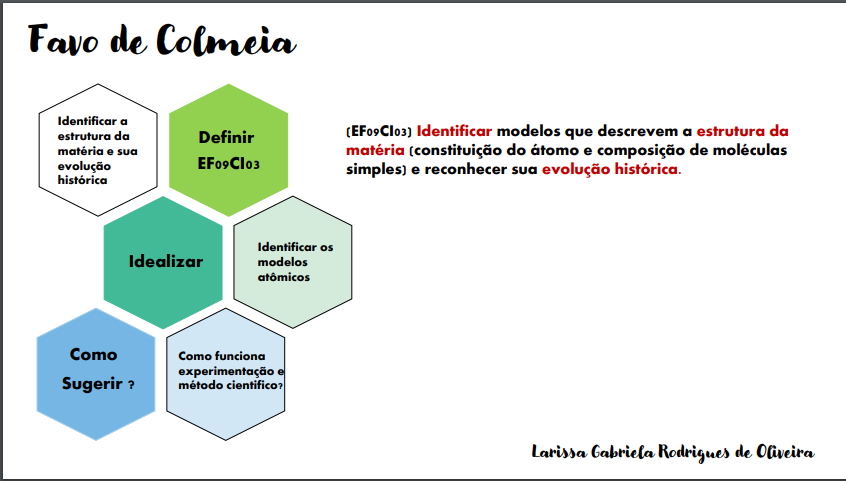 Favo de Colmeia
Identificar a
estrutura da
matéria e sua
evolução
histórica
Definir
EF09CI03
(EF09CI03) Identificar modelos que descrevem a estrutura da
matéria (constituição do átomo e composição de moléculas
simples) e reconhecer sua evolução histórica.
Idealizar
Identificar os
modelos
atômicos
Como
Sugerir ?
Como funciona
experimentação e
método cientifico?
Larissa Gabriela Rodrigues de Oliveira